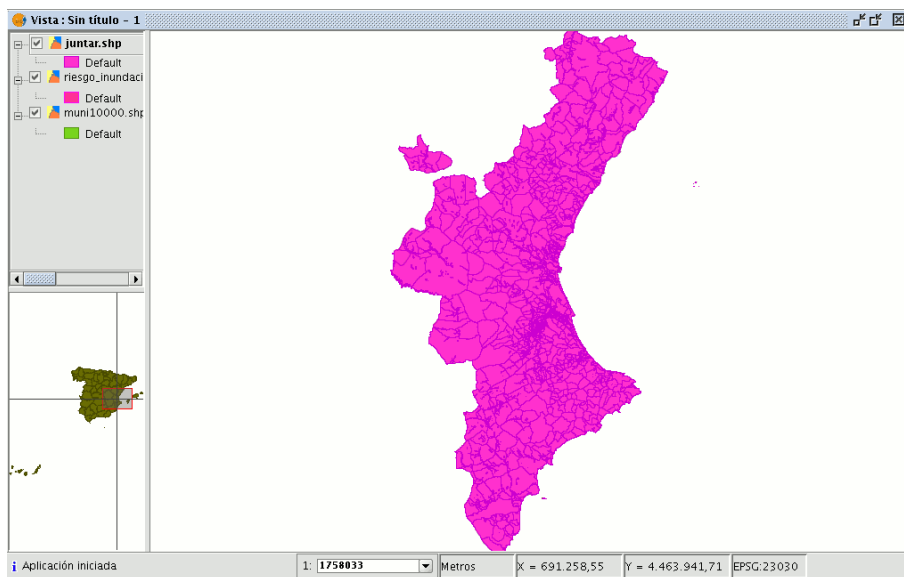 Vista : Sin título - 1
juntar.shp
Default
riesgo_inundaci
Default
muni10000.shp
Default
Aplicación iniciada
1: 1758033
Metros
X = 691.258,55
Y = 4.463.941,71
EPSG:23030